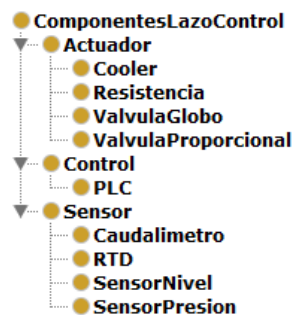 ComponentesLazoControl
Actuador
Cooler
Resistencia
ValvulaGlobo
ValvulaProporcional
Control
PLC
Sensor
Caudalimetro
RTD
SensorNivel
SensorPresion